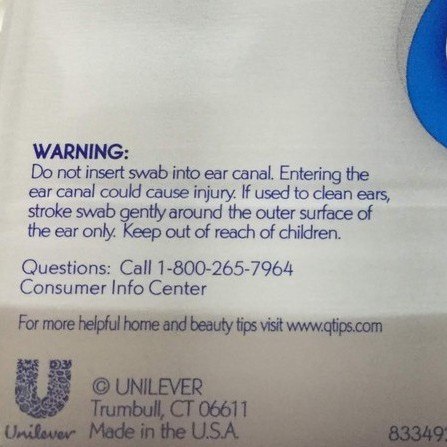 WARNING:
Do not insert swab into ear canal. Entering the
ear canal could cause injury. If used to clean ears,
stroke swab gently around the outer surface of
the ear only. Keep out of reach of children.
Questions: Call 1-800-265-7964
Consumer Info Center
For more helpful home and beauty tips visit www.qtips.com
© UNILEVER
Trumbull, CT 06611
Unilever Made in the U.S.A.